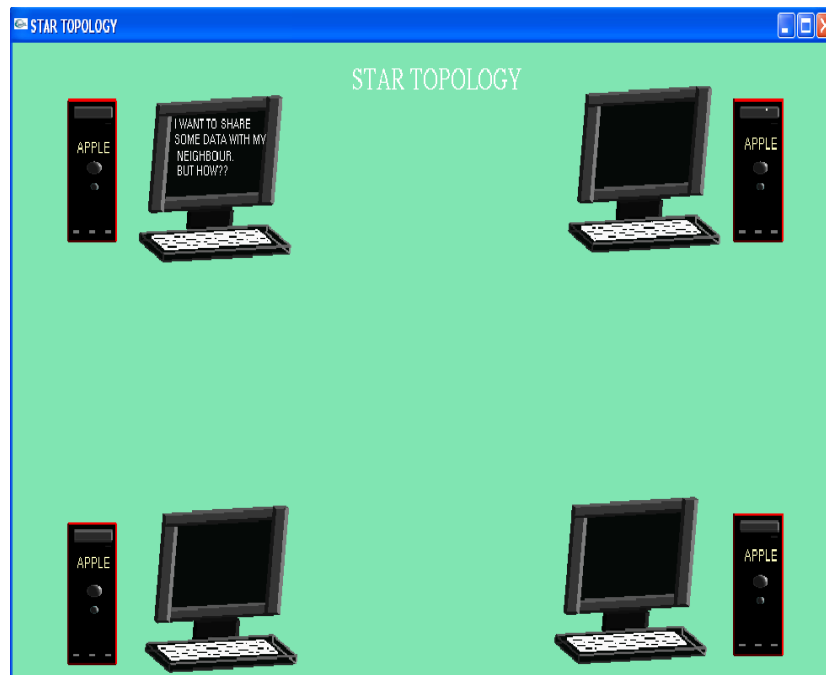 STAR TOPOLOGY
STAR TOPOLOGY
APPLE
I WANT TO SHARE
SOME DATA WITH MY
NEIGHBOUR.
BUT HOW??
APPLE
APPLE
APPLE